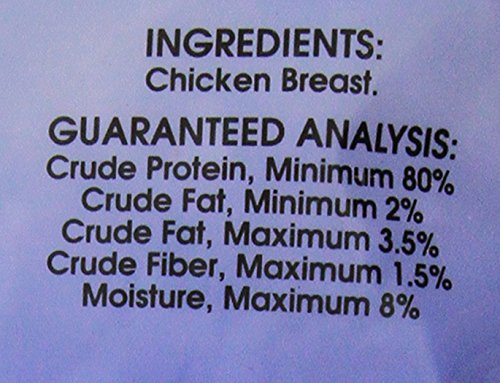 INGREDIENTS:
Chicken Breast.
GUARANTEED ANALYSIS:
Crude Protein, Minimum 80%
Crude Fat, Minimum 2%
Crude Fat, Maximum 3.5%
Crude Fiber, Maximum 1.5%
Moisture, Maximum 8%